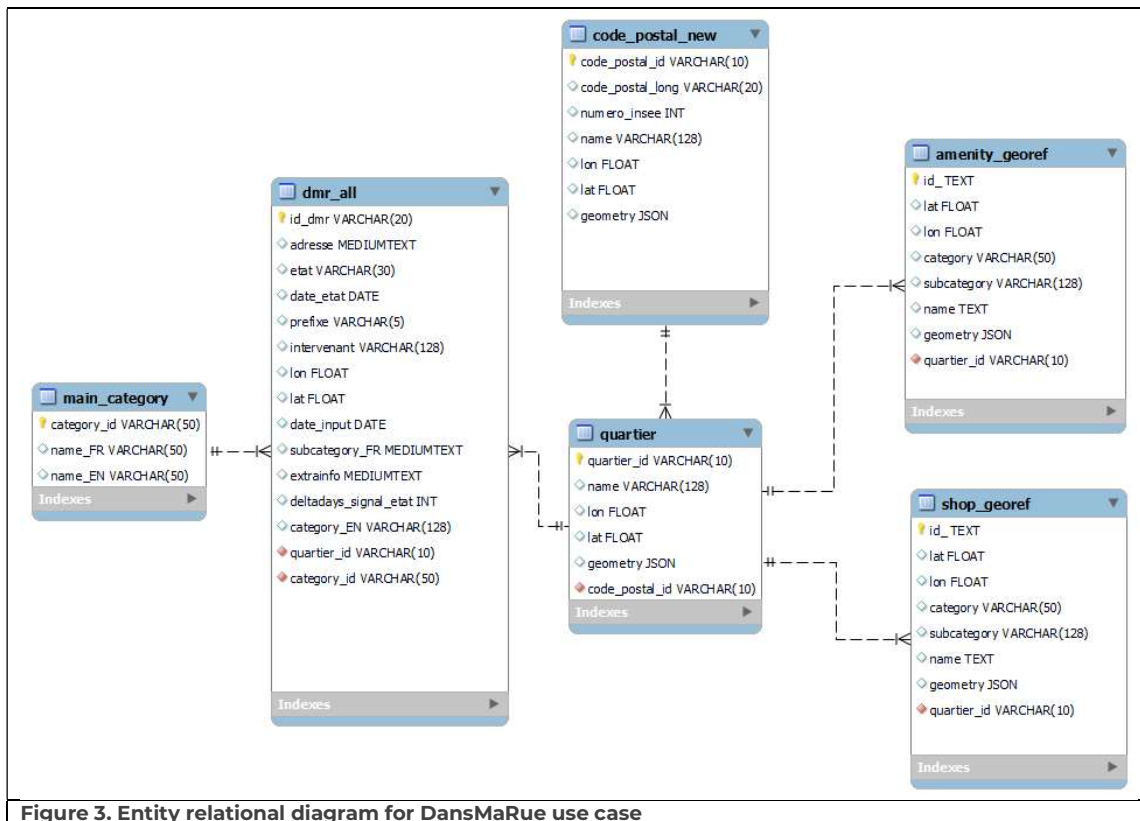 code_postal_new
code_postal_id VARCHAR(10)
code_postal_long VARCHAR(20)
numero_insee INT
name VARCHAR(128)
lon FLOAT
lat FLOAT
geometry JSON
Indexes
amenity_georef
id_ TEXT
lat FLOAT
lon FLOAT
category VARCHAR(50)
subcategory VARCHAR(128)
name TEXT
geometry JSON
quartier_id VARCHAR(10)
Indexes
dmr_all
id_dmr VARCHAR(20)
adresse MEDIUMTEXT
etat VARCHAR(30)
date_etat DATE
prefixe VARCHAR(5)
intervenant VARCHAR(128)
lon FLOAT
lat FLOAT
date_input DATE
subcategory_FR MEDIUMTEXT
extrainfo MEDIUMTEXT
deltadays_signal_etat INT
category_EN VARCHAR(128)
quartier_id VARCHAR(10)
category_id VARCHAR(50)
Indexes
main_category
category_id VARCHAR(50)
name_FR VARCHAR(50)
name_EN VARCHAR(50)
Indexes
quartier
quartier_id VARCHAR(10)
name VARCHAR(128)
lon FLOAT
lat FLOAT
geometry JSON
code_postal_id VARCHAR(10)
Indexes
shop_georef
id_ TEXT
lat FLOAT
lon FLOAT
category VARCHAR(50)
subcategory VARCHAR(128)
name TEXT
geometry JSON
quartier_id VARCHAR(10)
Indexes
Figure 3. Entity relational diagram for DansMaRue use case